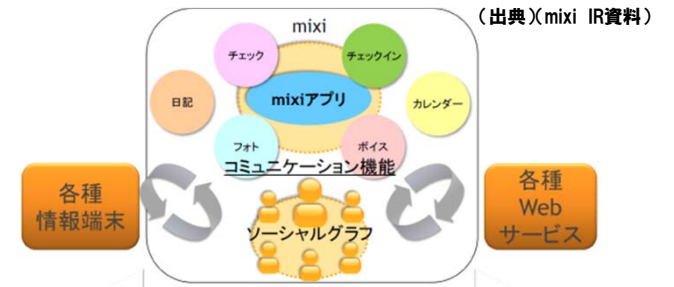 （出典）（mixi IR資料）
mixi
チェック
チェックイン
日記
mixiアプリ
カレンダー
フォト
ボイス
コミュニケーション機能
各種
情報端末
各種
Web
サービス
ソーシャルグラフ